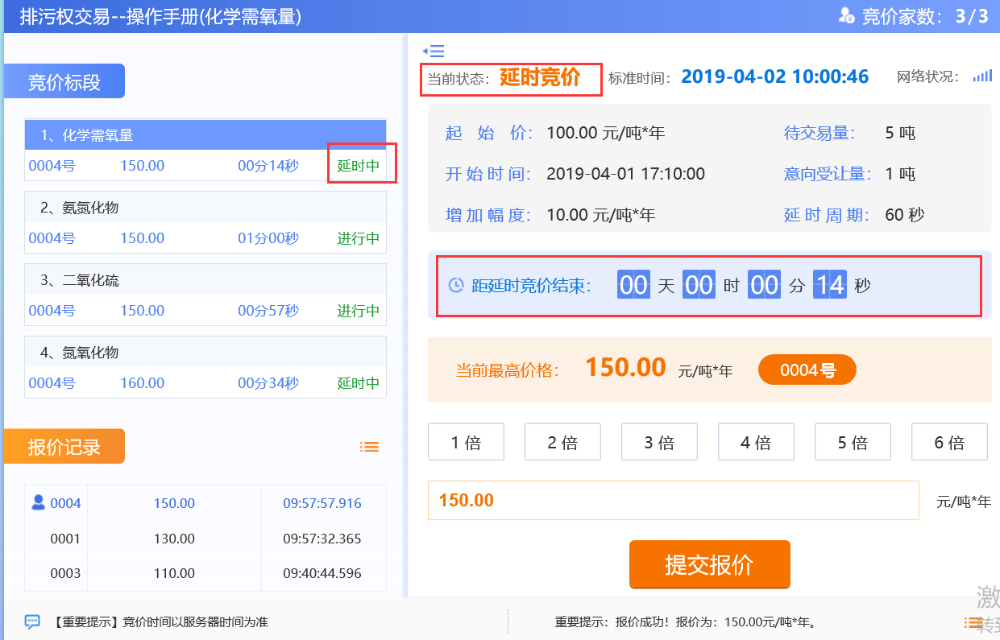 排污权交易--操作手册(化学需氧量)
竞价家数：3/3
竞价标段
1、化学需氧量
0004号 150.00 00分14秒 延时中
2、氨氮化物
0004号 150.00 01分00秒 进行中
3、二氧化硫
0004号 150.00 00分57秒 进行中
4、氮氧化物
0004号 160.00 00分34秒 延时中
报价记录
0004 150.00 09:57:57.916
0001 130.00 09:57:32.365
0003 110.00 09:40:44.596
当前状态：延时竞价 标准时间：2019-04-02 10:00:46 网络状况：
起始价：100.00 元/吨*年 待交易量：5 吨
开始时间：2019-04-01 17:10:00 意向受让量：1 吨
增加幅度：10.00 元/吨*年 延时周期：60 秒
距延时竞价结束：00 天 00 时 00 分 14 秒
当前最高价格：150.00 元/吨*年 0004号
1 倍 2 倍 3 倍 4 倍 5 倍 6 倍
150.00 元/吨*年
提交报价
【重要提示】竞价时间以服务器时间为准
重要提示：报价成功！报价为：150.00元/吨*年。
激
转到